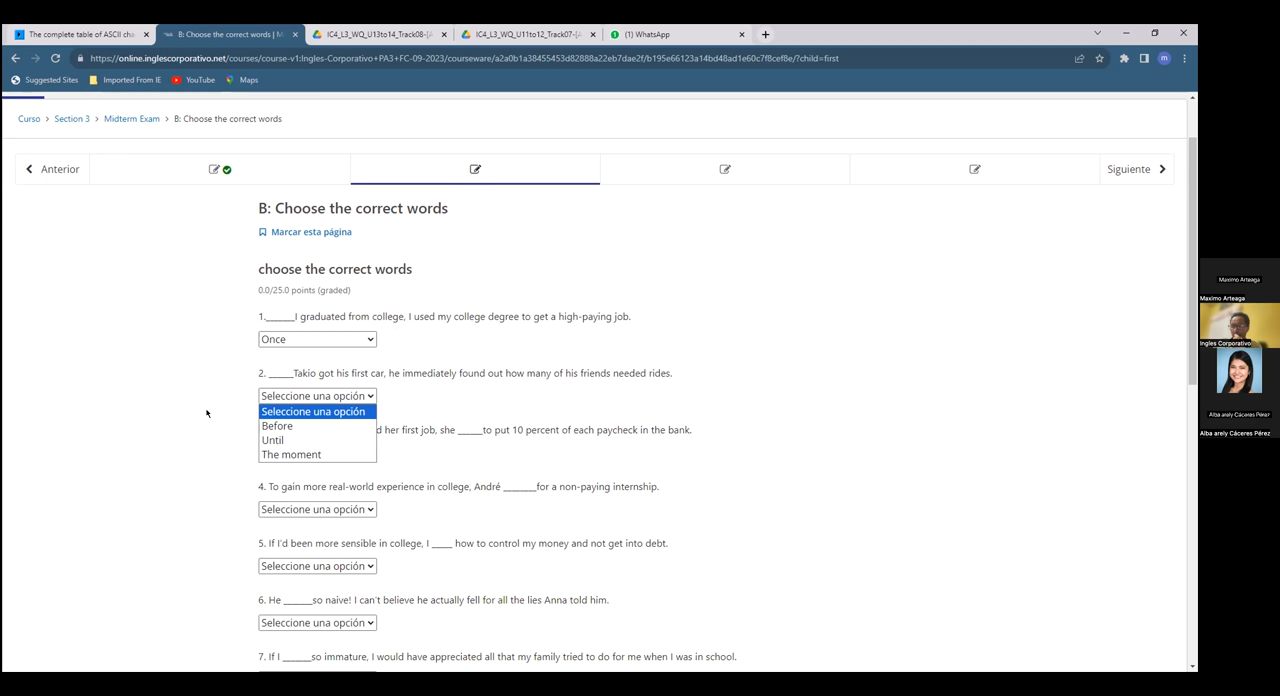 The complete table of ASCII cha
B: Choose the correct words | M
IC4_L3_WQ_U13to14_Track08-[A
IC4_L3_WQ_U11to12_Track07-[A
(1) WhatsApp
https://online.inglescorporativo.net/courses/course-v1:Ingles-Corporativo+PA3+FC-09-2023/courseware/a2a0b1a38455453d82888a22eb7dae2f/b195e66123a14bd48ad1e60c7f8cef8e/?child=first
m
Suggested Sites
Imported From IE
YouTube
Maps
Curso > Section 3 > Midterm Exam > B: Choose the correct words
Anterior
Siguiente
B: Choose the correct words
Marcar esta página
choose the correct words
0.0/25.0 points (graded)
1.______I graduated from college, I used my college degree to get a high-paying job.
Once
2. _____Takio got his first car, he immediately found out how many of his friends needed rides.
Seleccione una opción
Seleccione una opción
Before
d her first job, she _____to put 10 percent of each paycheck in the bank.
Until
The moment
4. To gain more real-world experience in college, André _______for a non-paying internship.
Seleccione una opción
5. If I'd been more sensible in college, I ____ how to control my money and not get into debt.
Seleccione una opción
6. He ______so naive! I can't believe he actually fell for all the lies Anna told him.
Seleccione una opción
7. If I ______so immature, I would have appreciated all that my family tried to do for me when I was in school.
Maximo Arteaga
Maximo Arteaga
Ingles Corporativo
Alba arely Cáceres Pérez
Alba arely Cáceres Pérez